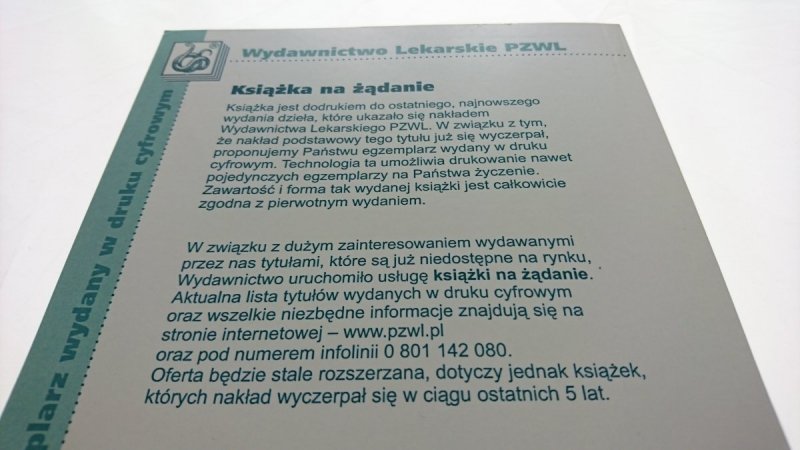 Wydawnictwo Lekarskie PZWL
Książka na żądanie
Książka jest dodrukiem do ostatniego, najnowszego
wydania dzieła, które ukazało się nakładem
Wydawnictwa Lekarskiego PZWL. W związku z tym,
że nakład podstawowy tego tytułu już się wyczerpał,
proponujemy Państwu egzemplarz wydany w druku
cyfrowym. Technologia ta umożliwia drukowanie nawet
pojedynczych egzemplarzy na Państwa życzenie.
Zawartość i forma tak wydanej książki jest całkowicie
zgodna z pierwotnym wydaniem.
W związku z dużym zainteresowaniem wydawanymi
przez nas tytułami, które są już niedostępne na rynku,
Wydawnictwo uruchomiło usługę książki na żądanie.
Aktualna lista tytułów wydanych w druku cyfrowym
oraz wszelkie niezbędne informacje znajdują się na
stronie internetowej – www.pzwl.pl
oraz pod numerem infolinii 0 801 142 080.
Oferta będzie stale rozszerzana, dotyczy jednak książek,
których nakład wyczerpał się w ciągu ostatnich 5 lat.
plarz wydany w druku cyfrowym